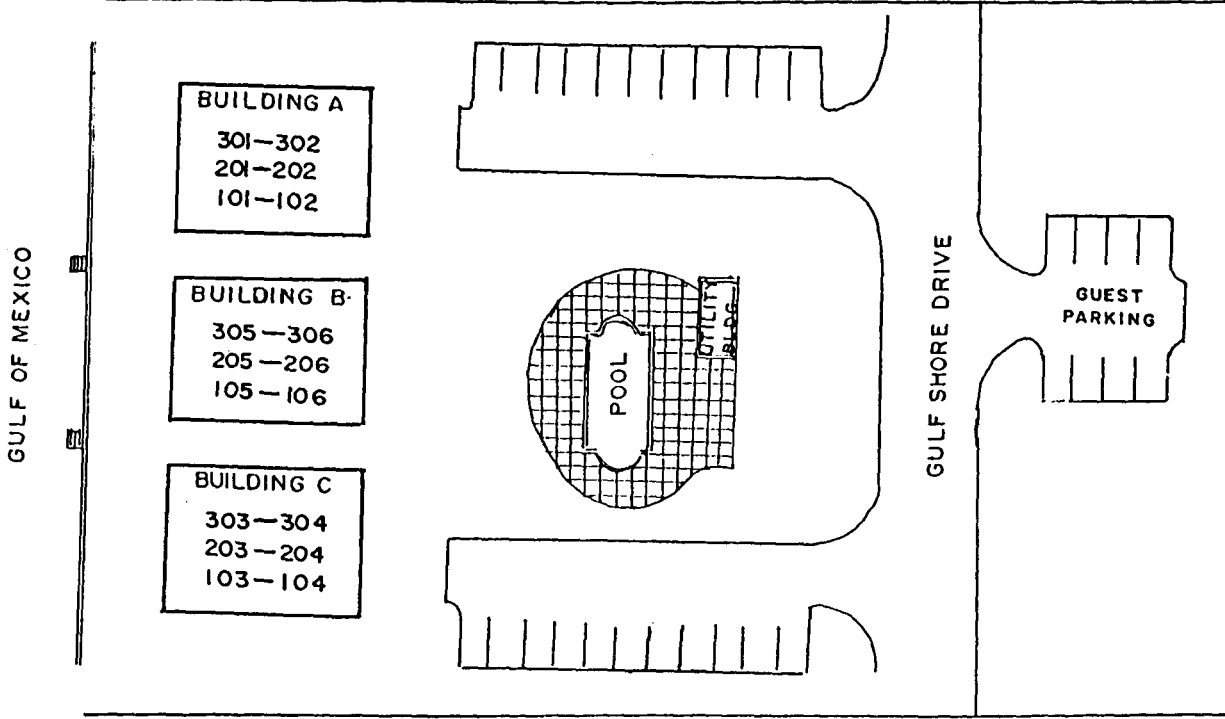 BUILDING A
301—302
201—202
101—102
BUILDING B
305—306
205—206
105—106
BUILDING C
303—304
203—204
103—104
GULF OF MEXICO
POOL
UTILITY
BLDG.
GULF SHORE DRIVE
GUEST
PARKING